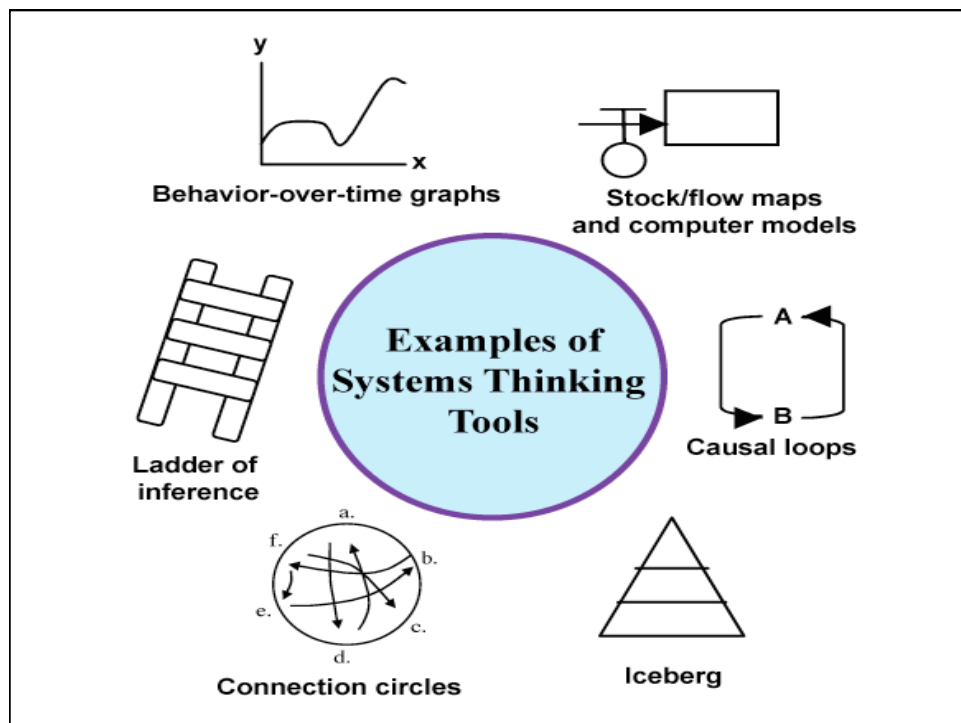 y
x
Behavior-over-time graphs
Stock/flow maps
and computer models
Examples of
Systems Thinking
Tools
A
B
Causal loops
Ladder of
inference
a.
b.
c.
d.
e.
f.
Connection circles
Iceberg